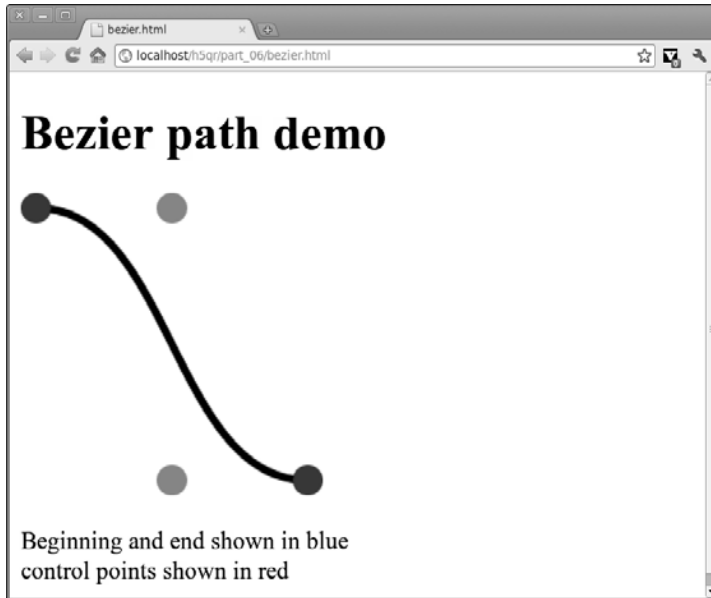 bezier.html
localhost/h5qr/part_06/bezier.html
Bezier path demo
Beginning and end shown in blue
control points shown in red